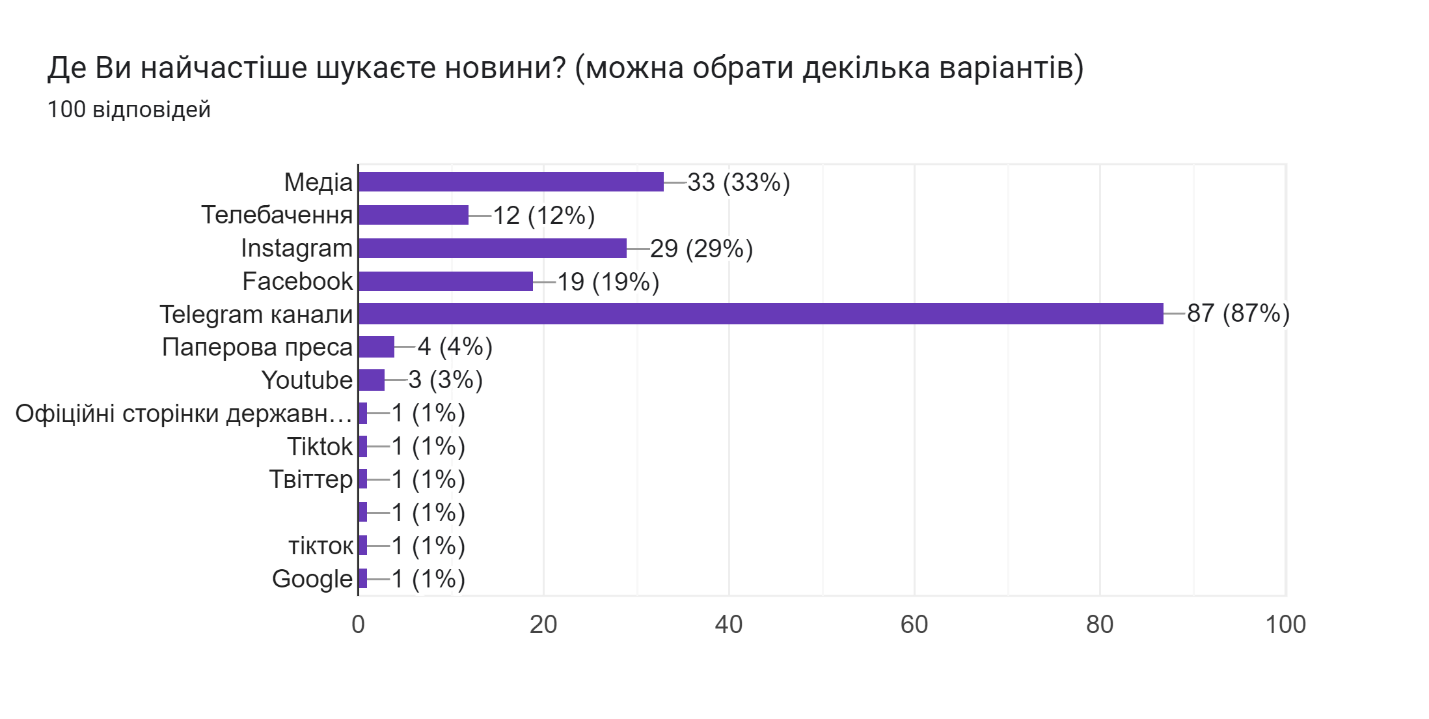 Де Ви найчастіше шукаєте новини? (можна обрати декілька варіантів)
100 відповідей
Медіа 33 (33%)
Телебачення 12 (12%)
Instagram 29 (29%)
Facebook 19 (19%)
Telegram канали 87 (87%)
Паперова преса 4 (4%)
Youtube 3 (3%)
Офіційні сторінки державн… 1 (1%)
Tiktok 1 (1%)
Твіттер 1 (1%)
1 (1%)
тікток 1 (1%)
Google 1 (1%)
0 20 40 60 80 100